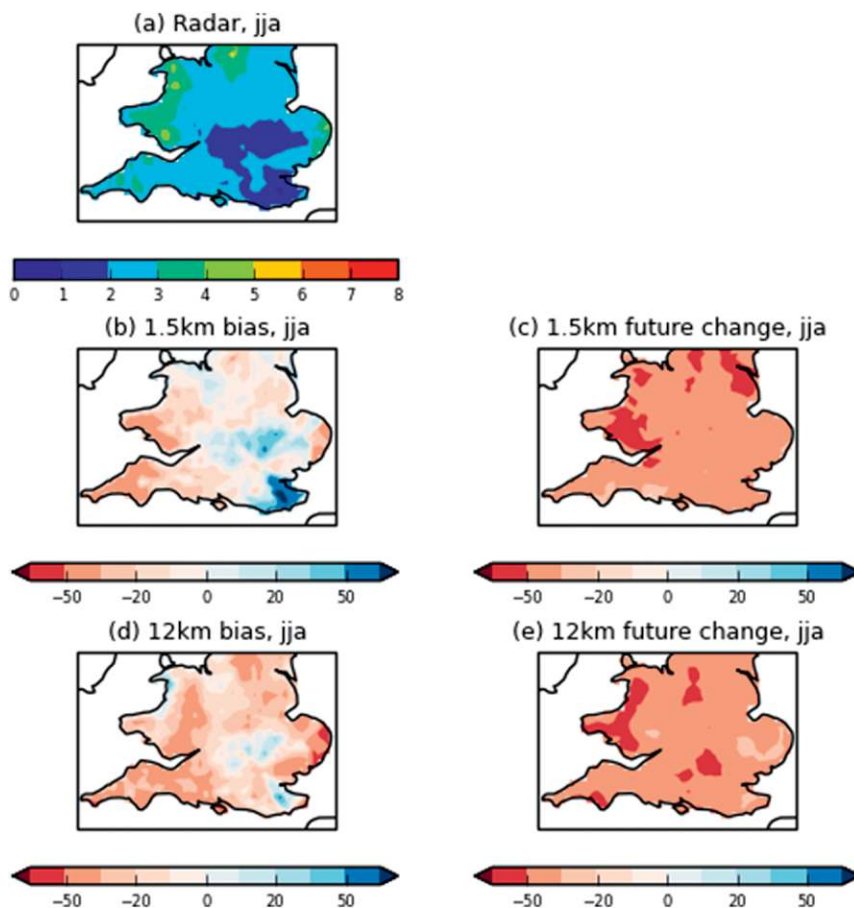 (a) Radar, jja
0 1 2 3 4 5 6 7 8
(b) 1.5km bias, jja
(c) 1.5km future change, jja
−50 −20 0 20 50
−50 −20 0 20 50
(d) 12km bias, jja
(e) 12km future change, jja
−50 −20 0 20 50
−50 −20 0 20 50